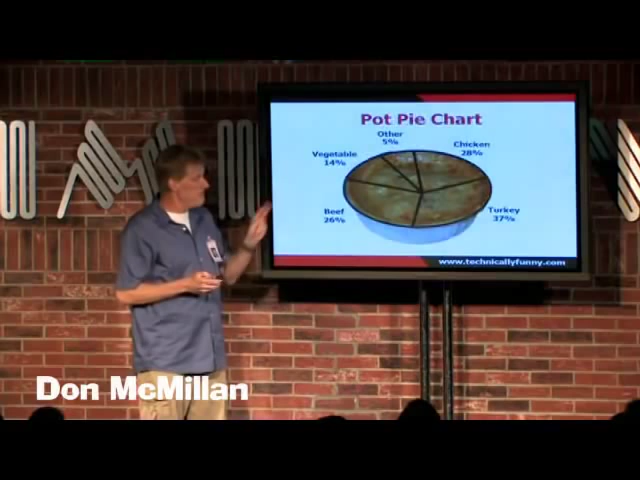 Pot Pie Chart
Other
5%
Chicken
28%
Vegetable
14%
Beef
26%
Turkey
37%
www.technicallyfunny.com
Don McMillan